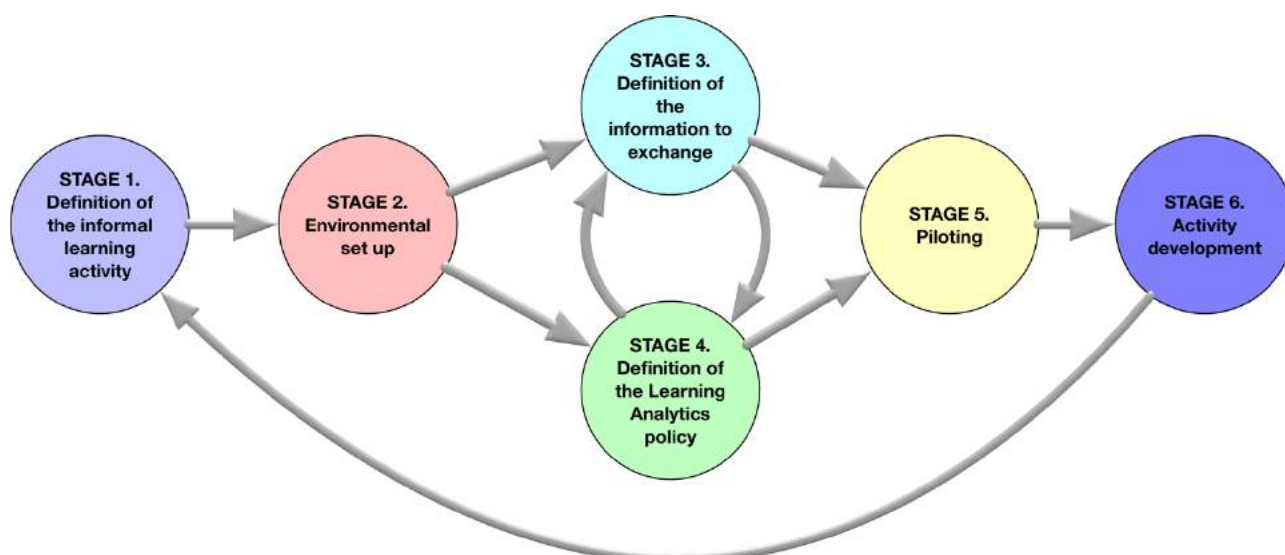 STAGE 1.
Definition of
the informal
learning
activity
STAGE 2.
Environmental
set up
STAGE 3.
Definition of
the
information to
exchange
STAGE 4.
Definition of
the Learning
Analytics
policy
STAGE 5.
Piloting
STAGE 6.
Activity
development